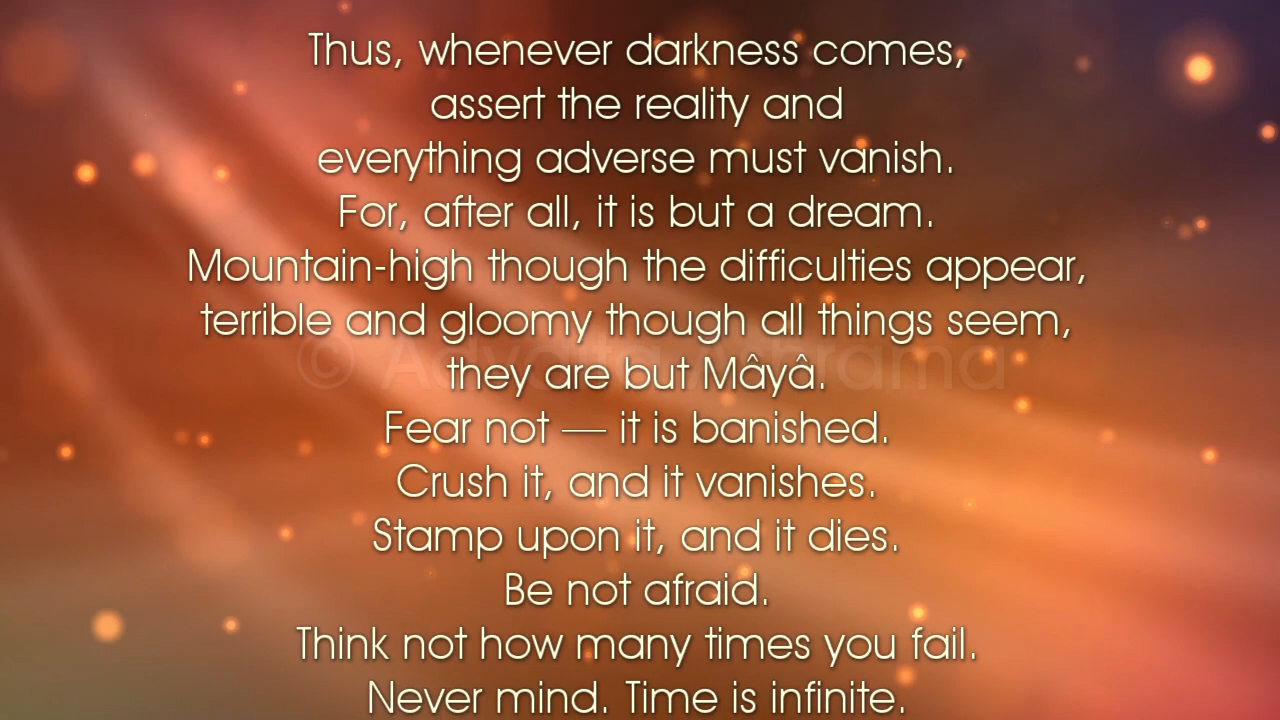 Thus, whenever darkness comes,
assert the reality and
everything adverse must vanish.
For, after all, it is but a dream.
Mountain-high though the difficulties appear,
terrible and gloomy though all things seem,
© Advaita Ashrama
they are but Mâyâ.
Fear not — it is banished.
Crush it, and it vanishes.
Stamp upon it, and it dies.
Be not afraid.
Think not how many times you fail.
Never mind. Time is infinite.